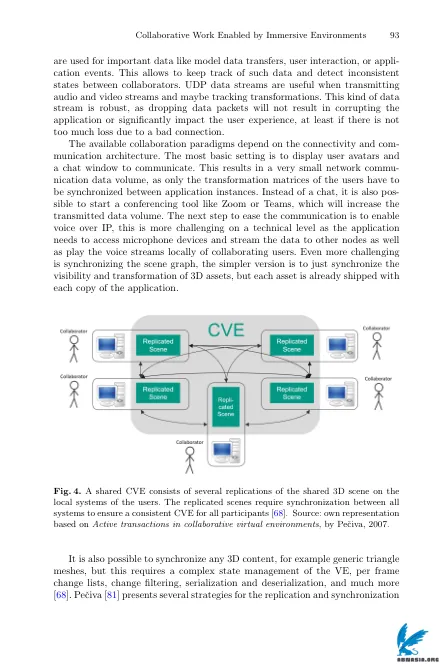 Collaborative Work Enabled by Immersive Environments 93
are used for important data like model data transfers, user interaction, or appli-
cation events. This allows to keep track of such data and detect inconsistent
states between collaborators. UDP data streams are useful when transmitting
audio and video streams and maybe tracking transformations. This kind of data
stream is robust, as dropping data packets will not result in corrupting the
application or significantly impact the user experience, at least if there is not
too much loss due to a bad connection.
The available collaboration paradigms depend on the connectivity and com-
munication architecture. The most basic setting is to display user avatars and
a chat window to communicate. This results in a very small network commu-
nication data volume, as only the transformation matrices of the users have to
be synchronized between application instances. Instead of a chat, it is also pos-
sible to start a conferencing tool like Zoom or Teams, which will increase the
transmitted data volume. The next step to ease the communication is to enable
voice over IP, this is more challenging on a technical level as the application
needs to access microphone devices and stream the data to other nodes as well
as play the voice streams locally of collaborating users. Even more challenging
is synchronizing the scene graph, the simpler version is to just synchronize the
visibility and transformation of 3D assets, but each asset is already shipped with
each copy of the application.
CVE
Collaborator
Replicated
Scene
Replicated
Scene
Collaborator
Collaborator
Replicated
Scene
Repli-
cated
Scene
Replicated
Scene
Collaborator
Collaborator
Fig. 4. A shared CVE consists of several replications of the shared 3D scene on the
local systems of the users. The replicated scenes require synchronization between all
systems to ensure a consistent CVE for all participants [68]. Source: own representation
based on Active transactions in collaborative virtual environments, by Pečiva, 2007.
It is also possible to synchronize any 3D content, for example generic triangle
meshes, but this requires a complex state management of the VE, per frame
change lists, change filtering, serialization and deserialization, and much more
[68]. Pečiva [81] presents several strategies for the replication and synchronization